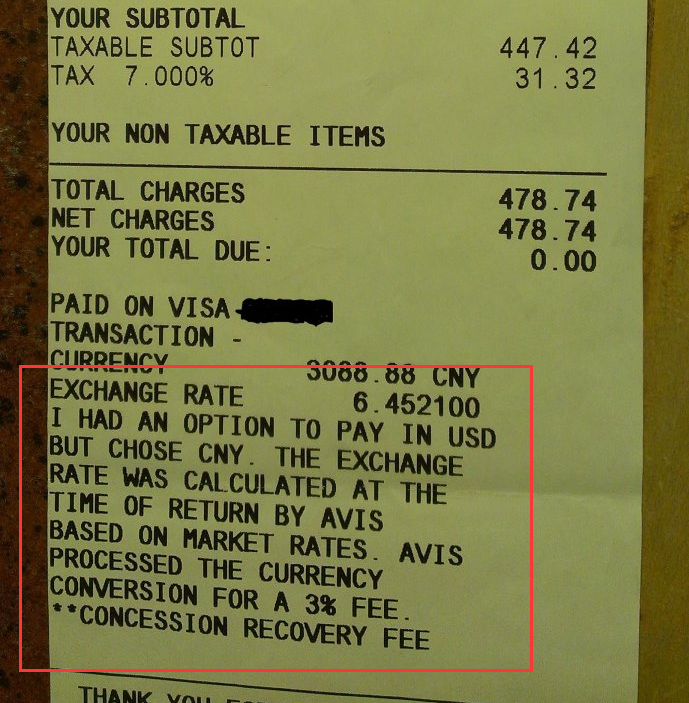 YOUR SUBTOTAL
TAXABLE SUBTOT 447.42
TAX 7.000% 31.32
YOUR NON TAXABLE ITEMS
TOTAL CHARGES 478.74
NET CHARGES 478.74
YOUR TOTAL DUE: 0.00
PAID ON VISA
TRANSACTION -
CURRENCY 3088.88 CNY
EXCHANGE RATE 6.452100
I HAD AN OPTION TO PAY IN USD
BUT CHOSE CNY. THE EXCHANGE
RATE WAS CALCULATED AT THE
TIME OF RETURN BY AVIS
BASED ON MARKET RATES. AVIS
PROCESSED THE CURRENCY
CONVERSION FOR A 3% FEE.
**CONCESSION RECOVERY FEE
THANK YOU